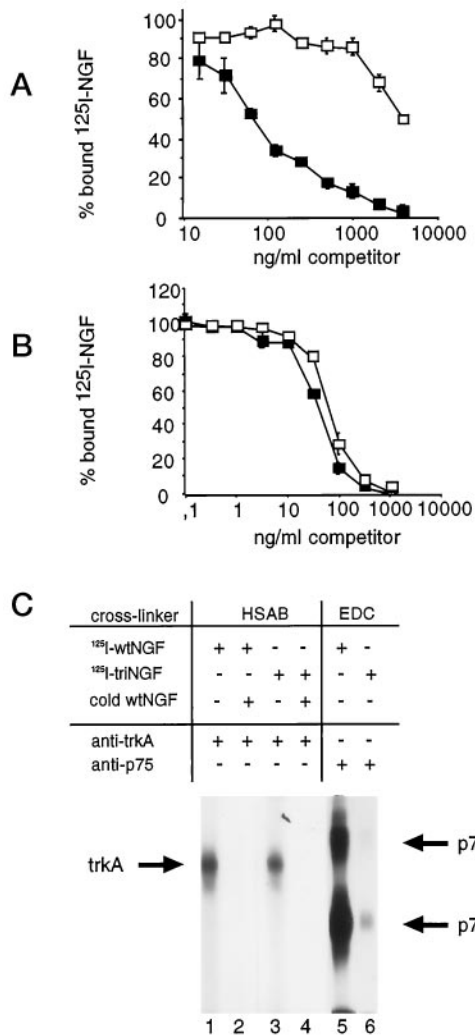 A
100
80
60
40
20
0
% bound 125I-NGF
10 100 1000 10000
ng/ml competitor
B
120
100
80
60
40
20
0
% bound 125I-NGF
,1 1 10 100 1000 10000
ng/ml competitor
C
cross-linker HSAB EDC
125I-wtNGF + + - - + -
125I-triNGF - - + + - +
cold wtNGF - + - + - -
anti-trkA + + + + - -
anti-p75 - - - - + +
trkA
p7
p7
1 2 3 4 5 6